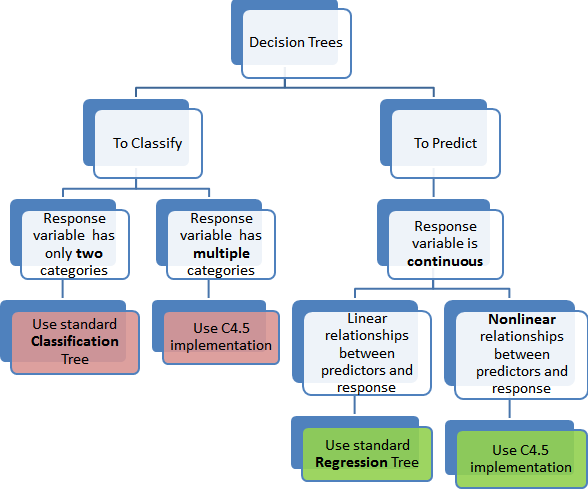 Decision Trees
To Classify
To Predict
Response
variable has
only two
categories
Response
variable has
multiple
categories
Response
variable is
continuous
Use standard
Classification
Tree
Use C4.5
implementation
Linear
relationships
between
predictors and
response
Nonlinear
relationships
between
predictors and
response
Use standard
Regression Tree
Use C4.5
implementation